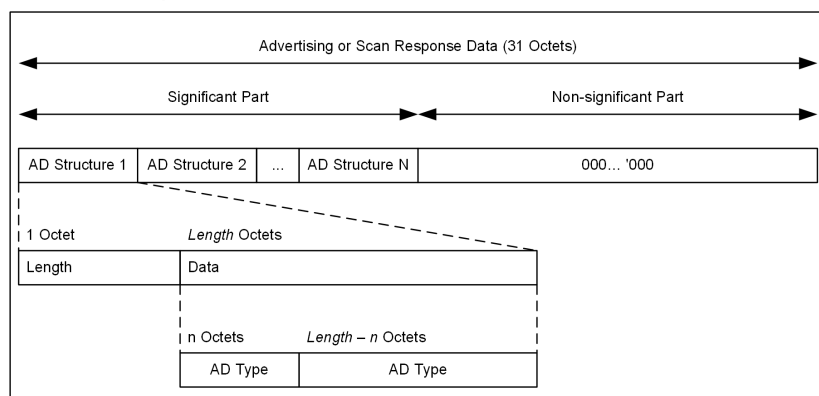 Advertising or Scan Response Data (31 Octets)
Significant Part Non-significant Part
AD Structure 1 AD Structure 2 ... AD Structure N 000... '000
1 Octet Length Octets
Length Data
n Octets Length – n Octets
AD Type AD Type